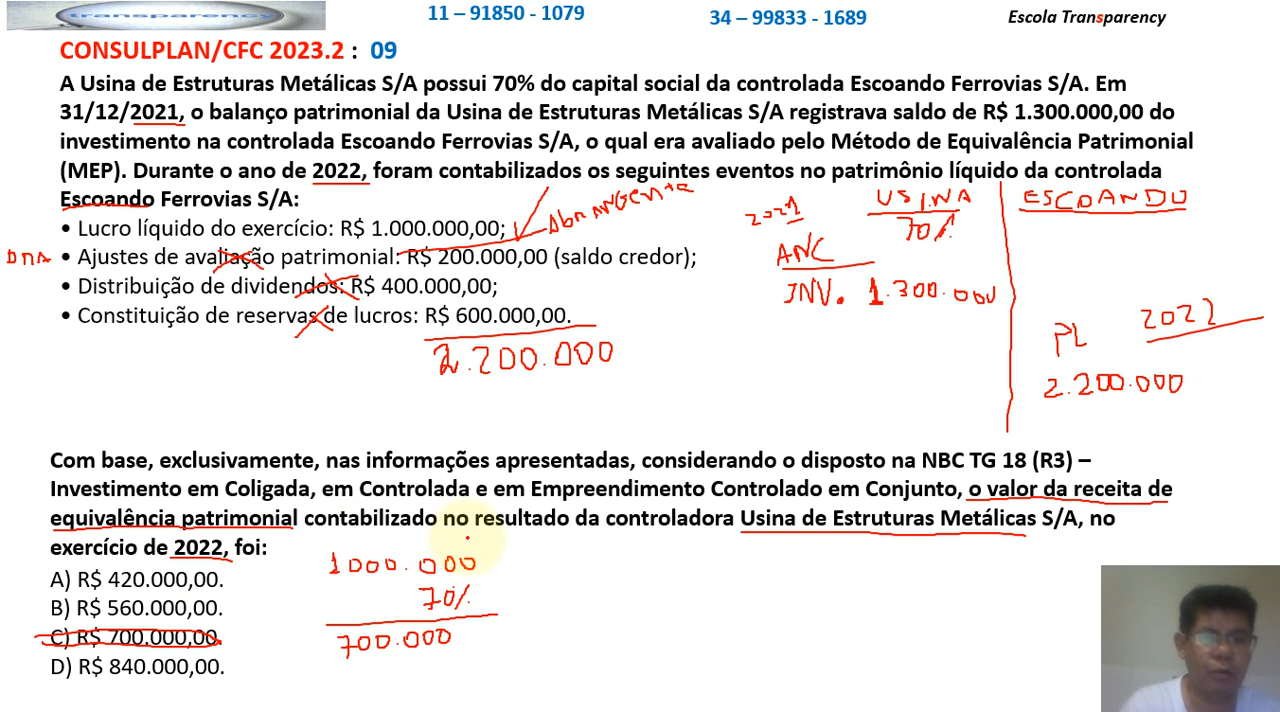 transparency
11 – 91850 - 1079
34 – 99833 - 1689
Escola Transparency
CONSULPLAN/CFC 2023.2 : 09
A Usina de Estruturas Metálicas S/A possui 70% do capital social da controlada Escoando Ferrovias S/A. Em
31/12/2021, o balanço patrimonial da Usina de Estruturas Metálicas S/A registrava saldo de R$ 1.300.000,00 do
investimento na controlada Escoando Ferrovias S/A, o qual era avaliado pelo Método de Equivalência Patrimonial
(MEP). Durante o ano de 2022, foram contabilizados os seguintes eventos no patrimônio líquido da controlada
Escoando Ferrovias S/A:
• Lucro líquido do exercício: R$ 1.000.000,00;
DRA • Ajustes de avaliação patrimonial: R$ 200.000,00 (saldo credor);
• Distribuição de dividendos: R$ 400.000,00;
• Constituição de reservas de lucros: R$ 600.000,00.
2.200.000
AbRANGENTE
2021
USINA
70%
ANC
INV. 1.300.000
ESCOANDO
PL 2022
2.200.000
Com base, exclusivamente, nas informações apresentadas, considerando o disposto na NBC TG 18 (R3) –
Investimento em Coligada, em Controlada e em Empreendimento Controlado em Conjunto, o valor da receita de
equivalência patrimonial contabilizado no resultado da controladora Usina de Estruturas Metálicas S/A, no
exercício de 2022, foi:
A) R$ 420.000,00.
B) R$ 560.000,00.
C) R$ 700.000,00.
D) R$ 840.000,00.
1000.000
70%
700.000